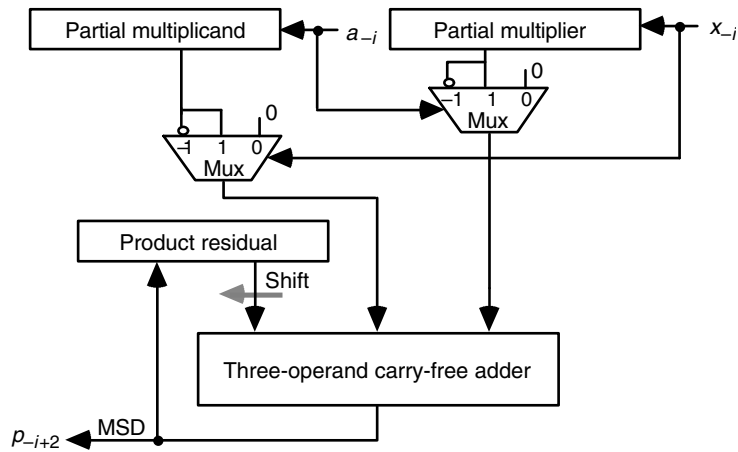 Partial multiplicand
a–i
Partial multiplier
x–i
0
–1 1 0
Mux
0
–1 1 0
Mux
Product residual
Shift
Three-operand carry-free adder
MSD
p–i+2